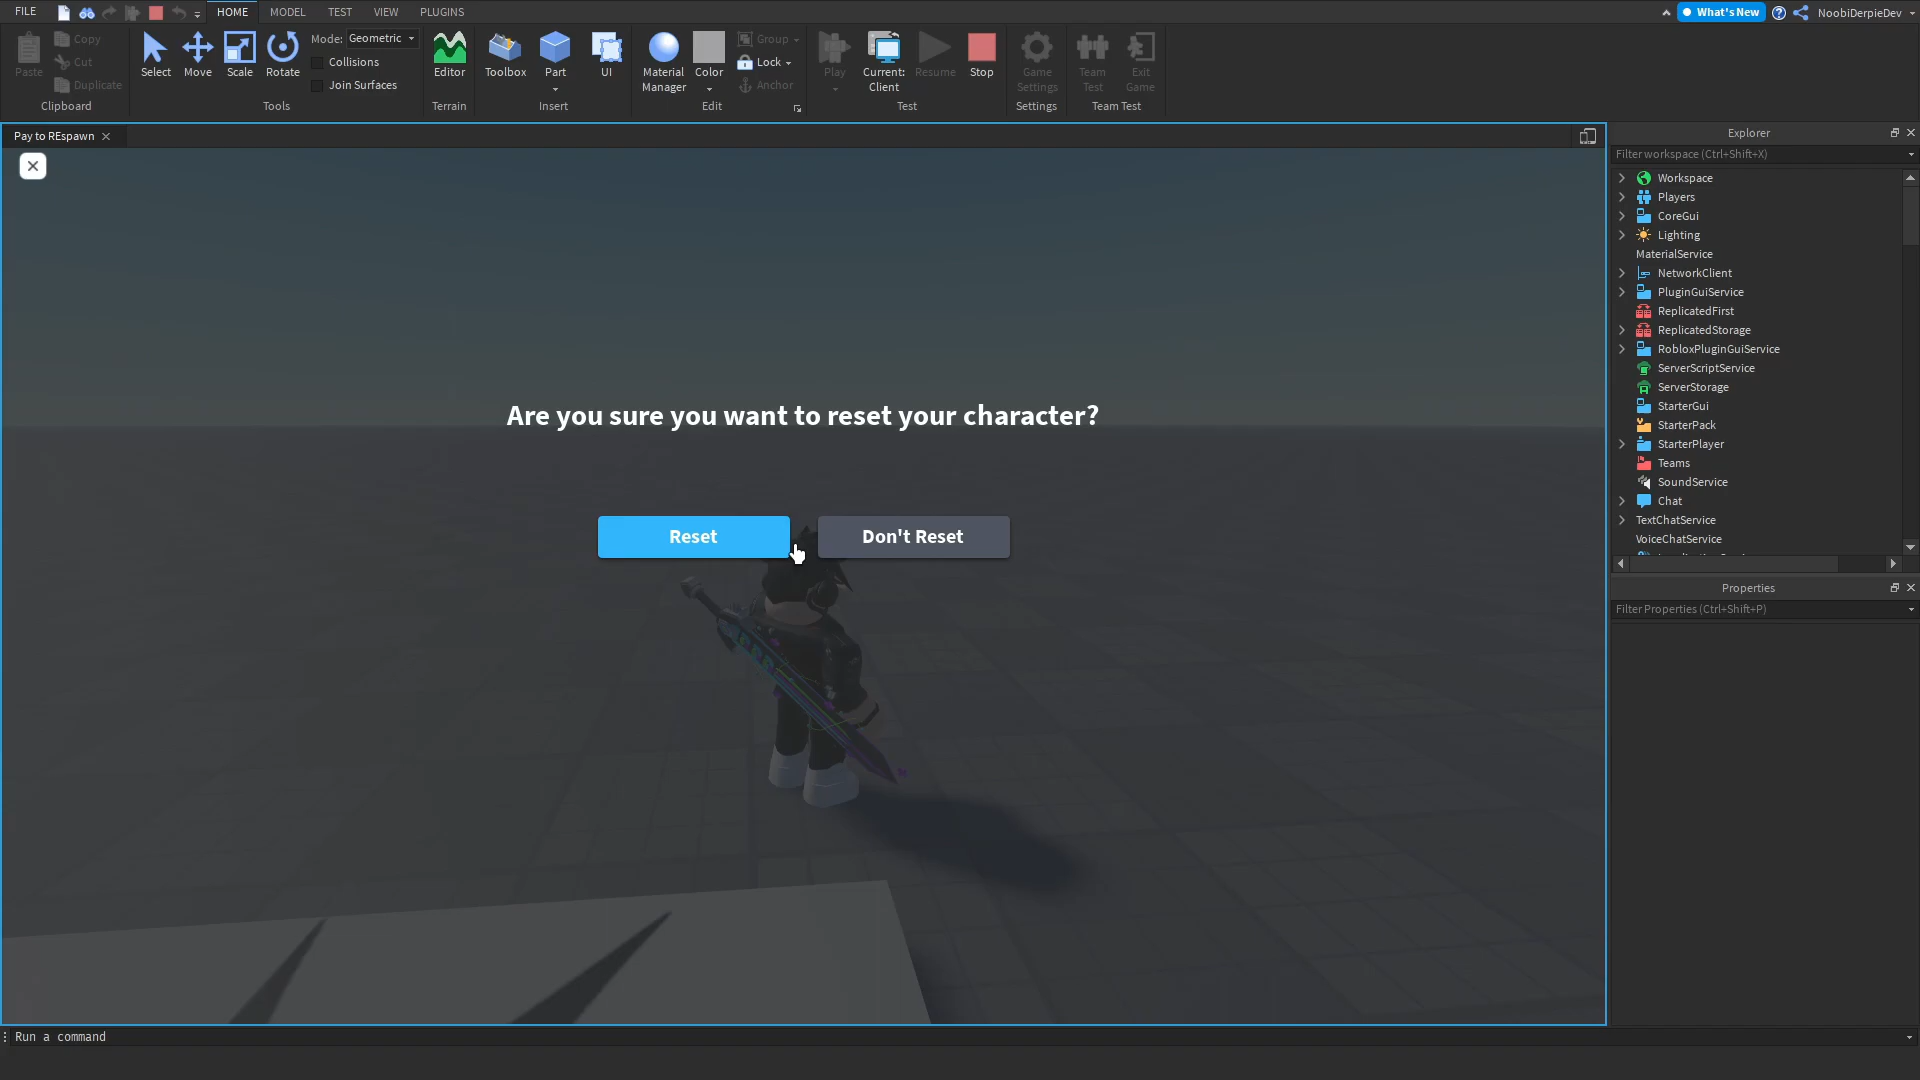 FILE HOME MODEL TEST VIEW PLUGINS What's New NoobiDerpieDev
Paste
Copy
Cut
Duplicate
Clipboard
Select Move Scale Rotate
Mode: Geometric
Collisions
Join Surfaces
Tools
Editor
Terrain
Toolbox Part UI
Insert
Material
Manager
Color
Group
Lock
Anchor
Edit
Play
Current:
Client
Resume Stop
Test
Game
Settings
Settings
Team
Test
Exit
Game
Team Test
Pay to REspawn
Are you sure you want to reset your character?
Reset Don't Reset
Explorer
Filter workspace (Ctrl+Shift+X)
Workspace
Players
CoreGui
Lighting
MaterialService
NetworkClient
PluginGuiService
ReplicatedFirst
ReplicatedStorage
RobloxPluginGuiService
ServerScriptService
ServerStorage
StarterGui
StarterPack
StarterPlayer
Teams
SoundService
Chat
TextChatService
VoiceChatService
Properties
Filter Properties (Ctrl+Shift+P)
Run a command